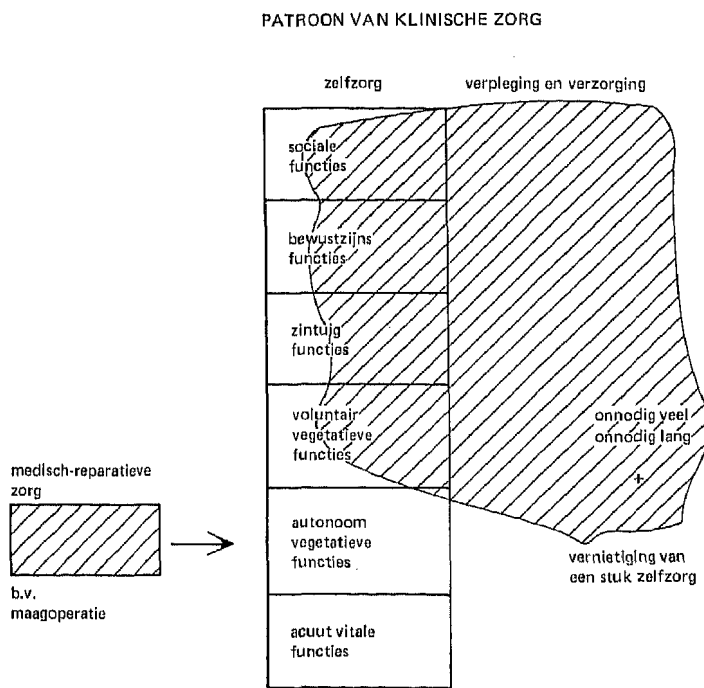 PATROON VAN KLINISCHE ZORG
zelfzorg
verpleging en verzorging
sociale
functies
bewustzijns
functies
zintuig
functies
voluntair
vegetatieve
functies
onnodig veel
onnodig lang
+
medisch-reparatieve
zorg
b.v.
maagoperatie
autonoom
vegetatieve
functies
vernietiging van
een stuk zelfzorg
acuut vitale
functies